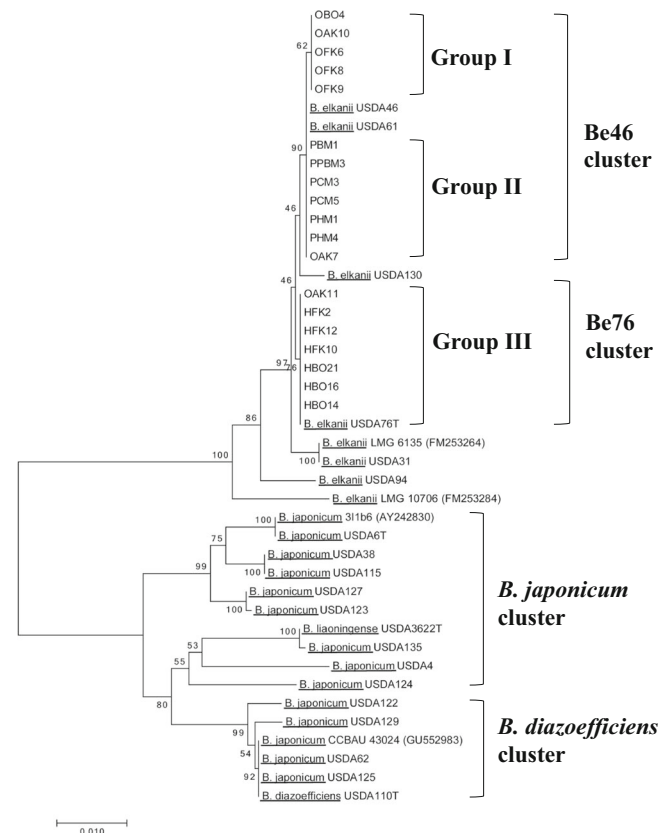 OBO4
OAK10
62
OFK6
Group I
OFK8
OFK9
B. elkanii USDA46
B. elkanii USDA61
Be46
cluster
90
PBM1
PPBM3
PCM3
PCM5
Group II
PHM1
46
PHM4
OAK7
B. elkanii USDA130
46
OAK11
HFK2
HFK12
HFK10
Group III
Be76
cluster
97
76
HBO21
HBO16
HBO14
86
B. elkanii USDA76T
B. elkanii LMG 6135 (FM253264)
100
100
B. elkanii USDA31
B. elkanii USDA94
B. elkanii LMG 10706 (FM253284)
100
B. japonicum 3I1b6 (AY242830)
B. japonicum USDA6T
75
B. japonicum USDA38
99
100
B. japonicum USDA115
B. japonicum USDA127
100
B. japonicum USDA123
B. japonicum
cluster
100
B. liaoningense USDA3622T
53
B. japonicum USDA135
55
B. japonicum USDA4
B. japonicum USDA124
80
B. japonicum USDA122
99
B. japonicum USDA129
B. diazoefficiens
cluster
B. japonicum CCBAU 43024 (GU552983)
54
B. japonicum USDA62
92
B. japonicum USDA125
B. diazoefficiens USDA110T
0.010